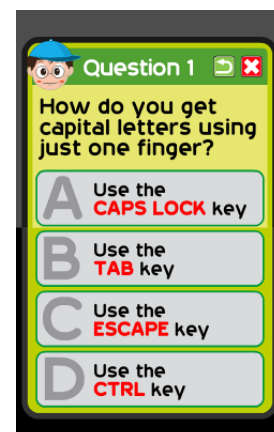 Question 1
How do you get
capital letters using
just one finger?
A
Use the
CAPS LOCK key
B
Use the
TAB key
C
Use the
ESCAPE key
D
Use the
CTRL key